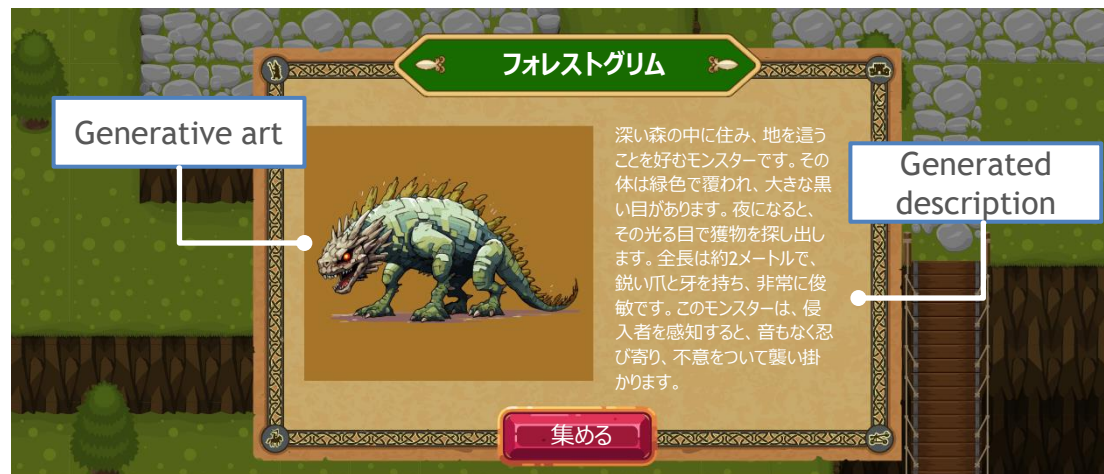 フォレストグリム
Generative art
深い森の中に住み、地を這う
ことを好むモンスターです。その
体は緑色で覆われ、大きな黒
い目があります。夜になると、
その光る目で獲物を探し出し
ます。全長は約2メートルで、
鋭い爪と牙を持ち、非常に俊
敏です。このモンスターは、侵
入者を感知すると、音もなく忍
び寄り、不意をついて襲い掛
かります。
Generated
description
集める